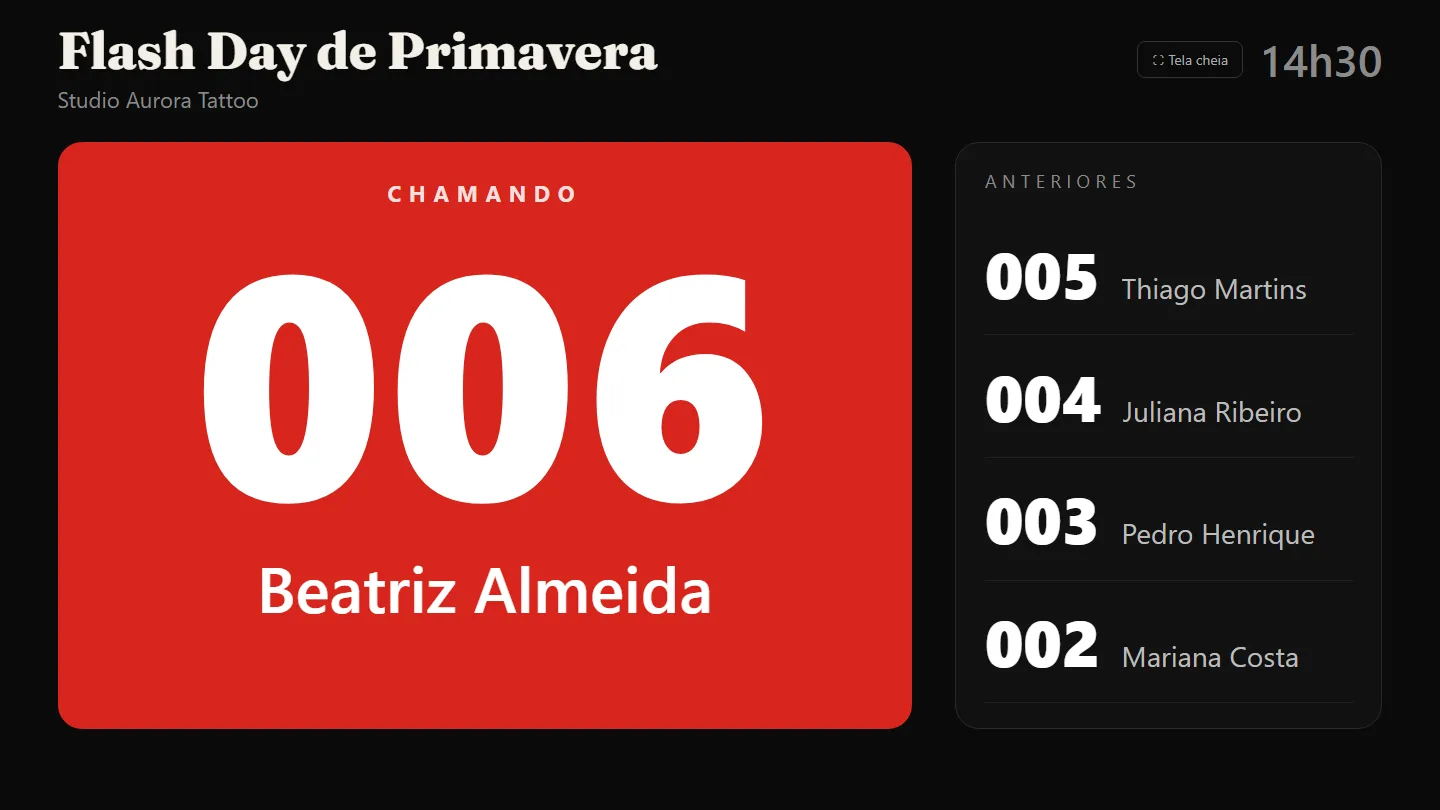 Flash Day de Primavera
Studio Aurora Tattoo
Tela cheia
14h30
CHAMANDO
006
Beatriz Almeida
ANTERIORES
005 Thiago Martins
004 Juliana Ribeiro
003 Pedro Henrique
002 Mariana Costa